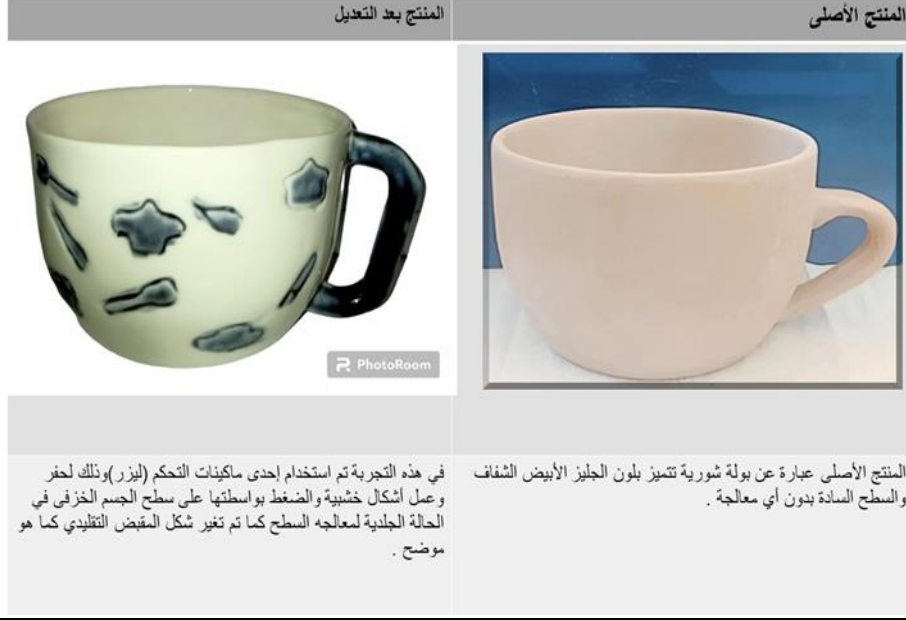 المنتج الأصلى
المنتج بعد التعديل
PhotoRoom
المنتج الأصلى عبارة عن بولة شوربة تتميز بلون الجليز الأبيض الشفاف
والسطح السادة بدون أي معالجة .
في هذه التجربة تم استخدام إحدى ماكينات التحكم (ليزر)وذلك لحفر
وعمل أشكال خشبية والضغط بواسطتها على سطح الجسم الخزفى في
الحالة الجلدية لمعالجه السطح كما تم تغير شكل المقبض التقليدي كما هو
موضح .